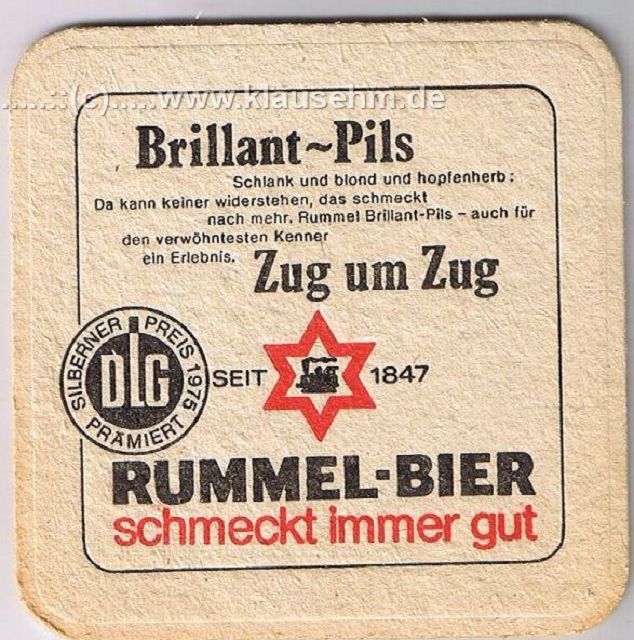 ......::(c).....www.klausehm.de
Brillant~Pils
Schlank und blond und hopfenherb:
Da kann keiner widerstehen, das schmeckt
nach mehr. Rummel Brillant-Pils – auch für
den verwöhntesten Kenner
ein Erlebnis.
Zug um Zug
SILBERNER PREIS 1975
DLG
PRÄMIERT
SEIT 1847
RUMMEL-BIER
schmeckt immer gut